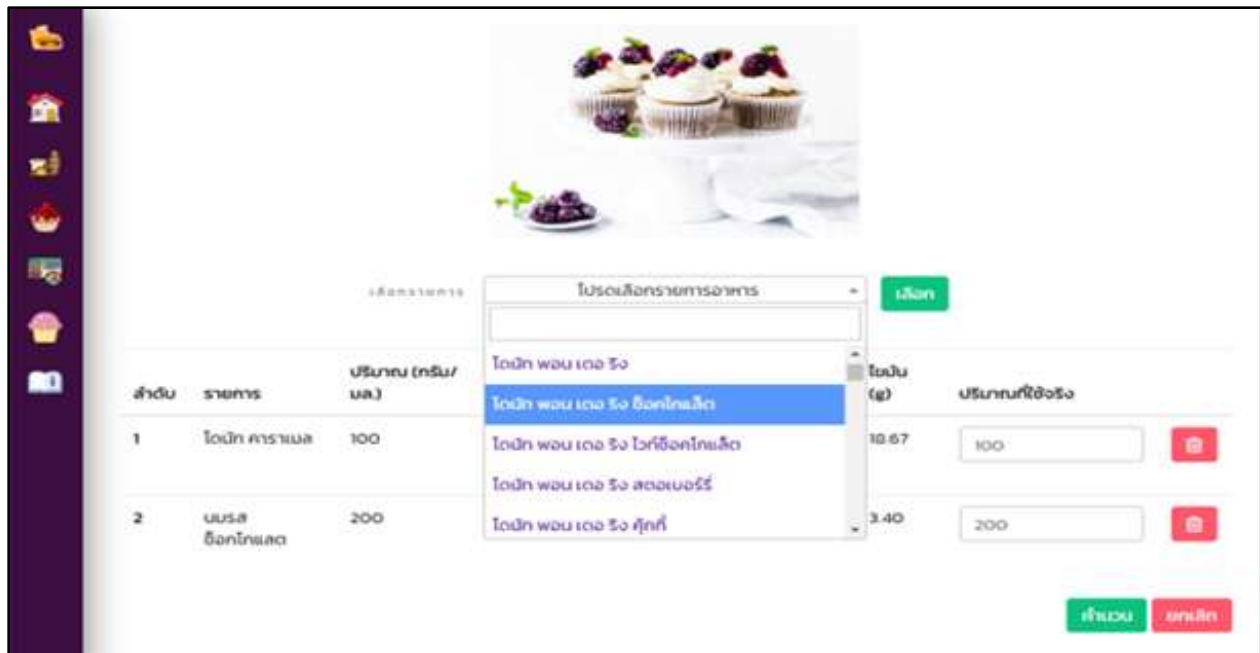 เลือกรายการ
โปรดเลือกรายการอาหาร
เลือก
โดนัท พอน เดอ ริง
โดนัท พอน เดอ ริง ช็อคโกแล็ต
โดนัท พอน เดอ ริง ไวท์ช็อคโกแล็ต
โดนัท พอน เดอ ริง สตอเบอร์รี่
โดนัท พอน เดอ ริง คุ้กกี้
ลำดับ รายการ ปริมาณ (กรัม/ มล.) ไขมัน (g) ปริมาณที่ใช้จริง
1 โดนัท คาราเมล 100 18.67 100
2 นมรส ช็อกโกแลต 200 3.40 200
คำนวน ยกเลิก